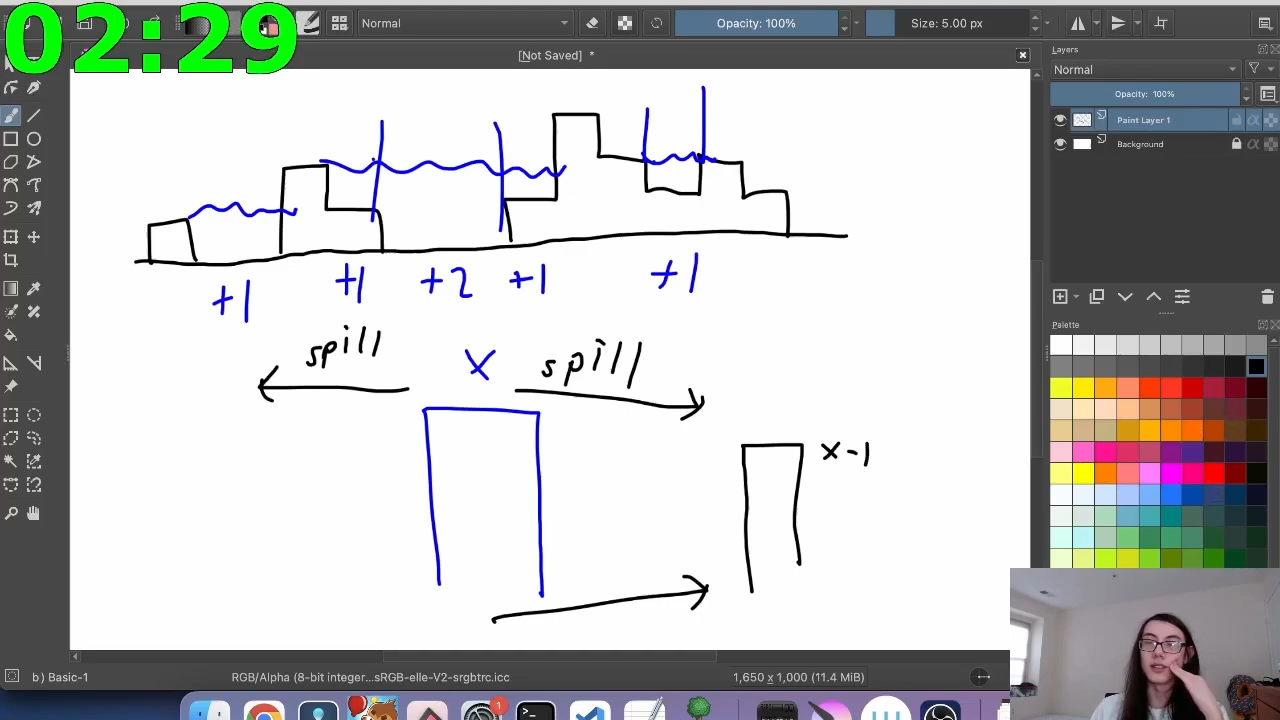 02:29
Normal
Opacity: 100%
Size: 5.00 px
[Not Saved] *
Layers
Normal
Opacity: 100%
Paint Layer 1
Background
+1
+1
+2
+1
+1
spill
x
spill
x-1
Palette
b) Basic-1
RGB/Alpha (8-bit integer...sRGB-elle-V2-srgbtrc.icc
1,650 x 1,000 (11.4 MiB)
1